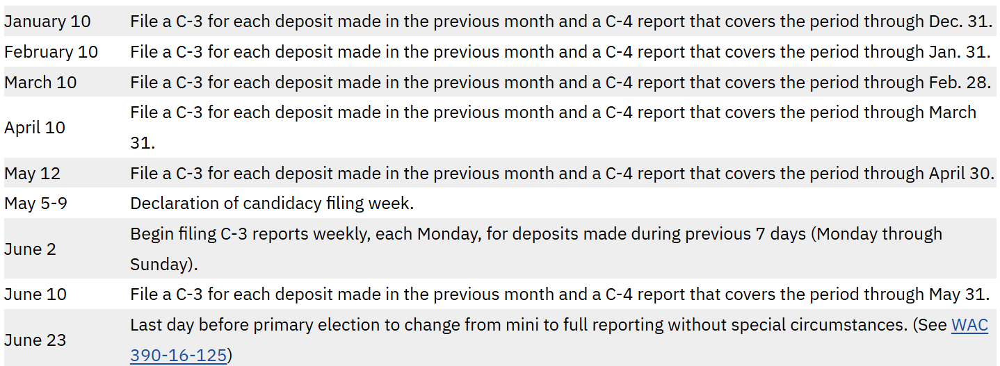 January 10 File a C-3 for each deposit made in the previous month and a C-4 report that covers the period through Dec. 31.
February 10 File a C-3 for each deposit made in the previous month and a C-4 report that covers the period through Jan. 31.
March 10 File a C-3 for each deposit made in the previous month and a C-4 report that covers the period through Feb. 28.
April 10 File a C-3 for each deposit made in the previous month and a C-4 report that covers the period through March
31.
May 12 File a C-3 for each deposit made in the previous month and a C-4 report that covers the period through April 30.
May 5-9 Declaration of candidacy filing week.
June 2 Begin filing C-3 reports weekly, each Monday, for deposits made during previous 7 days (Monday through
Sunday).
June 10 File a C-3 for each deposit made in the previous month and a C-4 report that covers the period through May 31.
June 23 Last day before primary election to change from mini to full reporting without special circumstances. (See WAC
390-16-125)